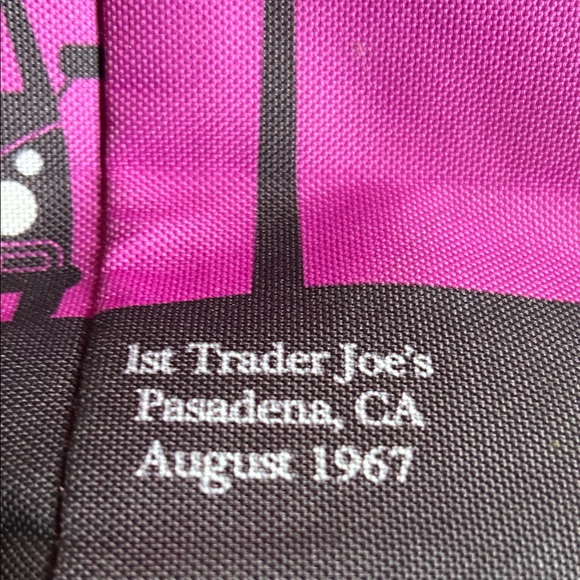 1st Trader Joe's
Pasadena, CA
August 1967